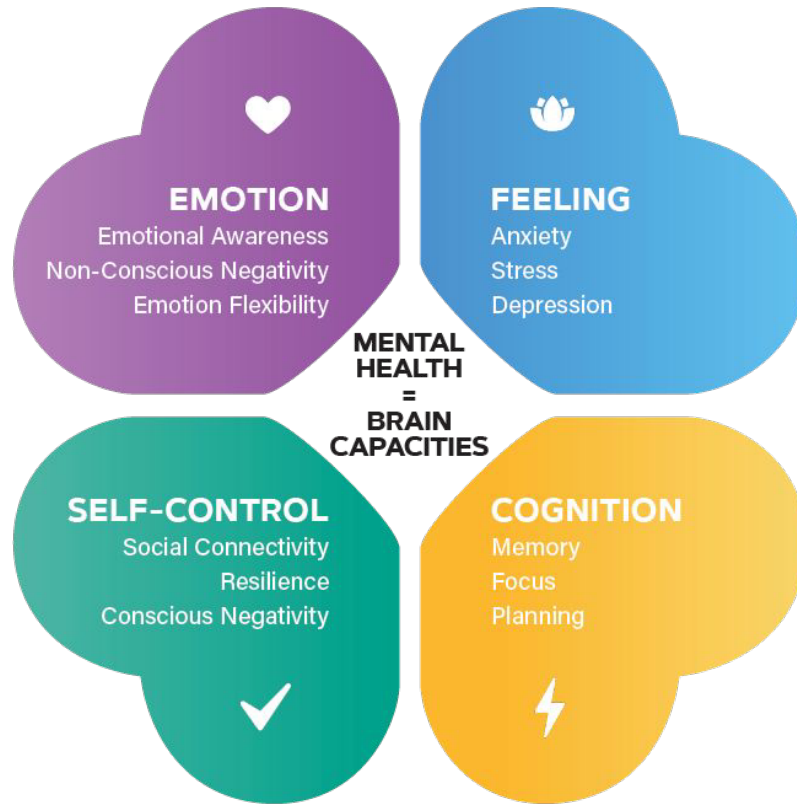 EMOTION
Emotional Awareness
Non-Conscious Negativity
Emotion Flexibility
FEELING
Anxiety
Stress
Depression
MENTAL
HEALTH
=
BRAIN
CAPACITIES
SELF-CONTROL
Social Connectivity
Resilience
Conscious Negativity
COGNITION
Memory
Focus
Planning